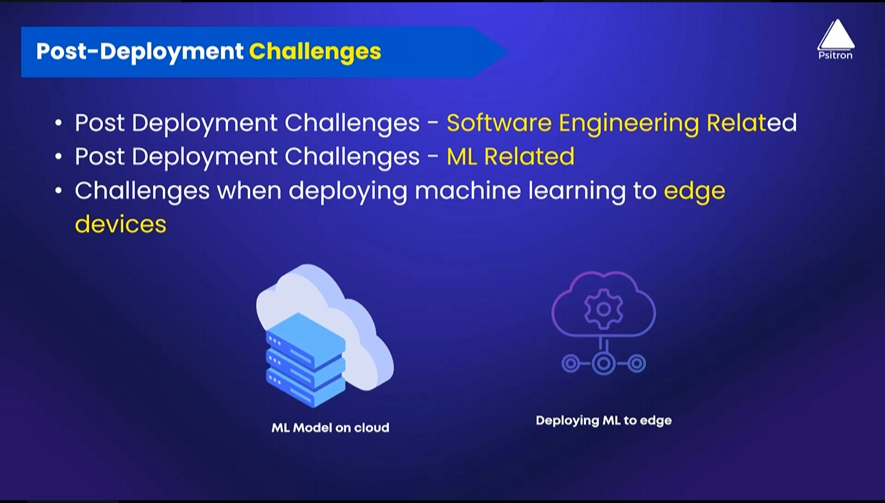 Post-Deployment Challenges
Psitron
• Post Deployment Challenges - Software Engineering Related
• Post Deployment Challenges - ML Related
• Challenges when deploying machine learning to edge
devices
ML Model on cloud
Deploying ML to edge